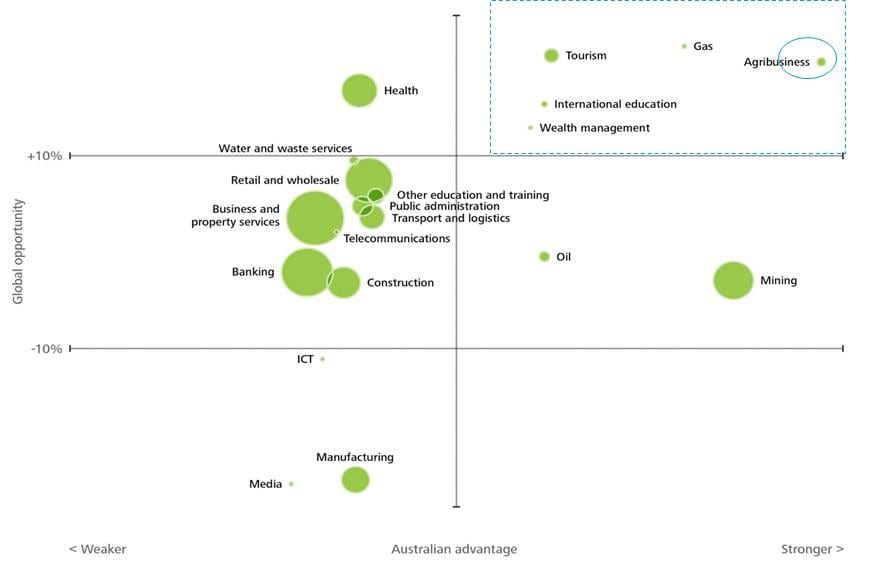 Gas
Tourism
Agribusiness
Health
International education
Wealth management
Water and waste services
+10%
Retail and wholesale
Other education and training
Public administration
Business and
property services
Transport and logistics
Telecommunications
Global opportunity
Oil
Banking
Construction
Mining
-10%
ICT
Manufacturing
Media
< Weaker
Australian advantage
Stronger >